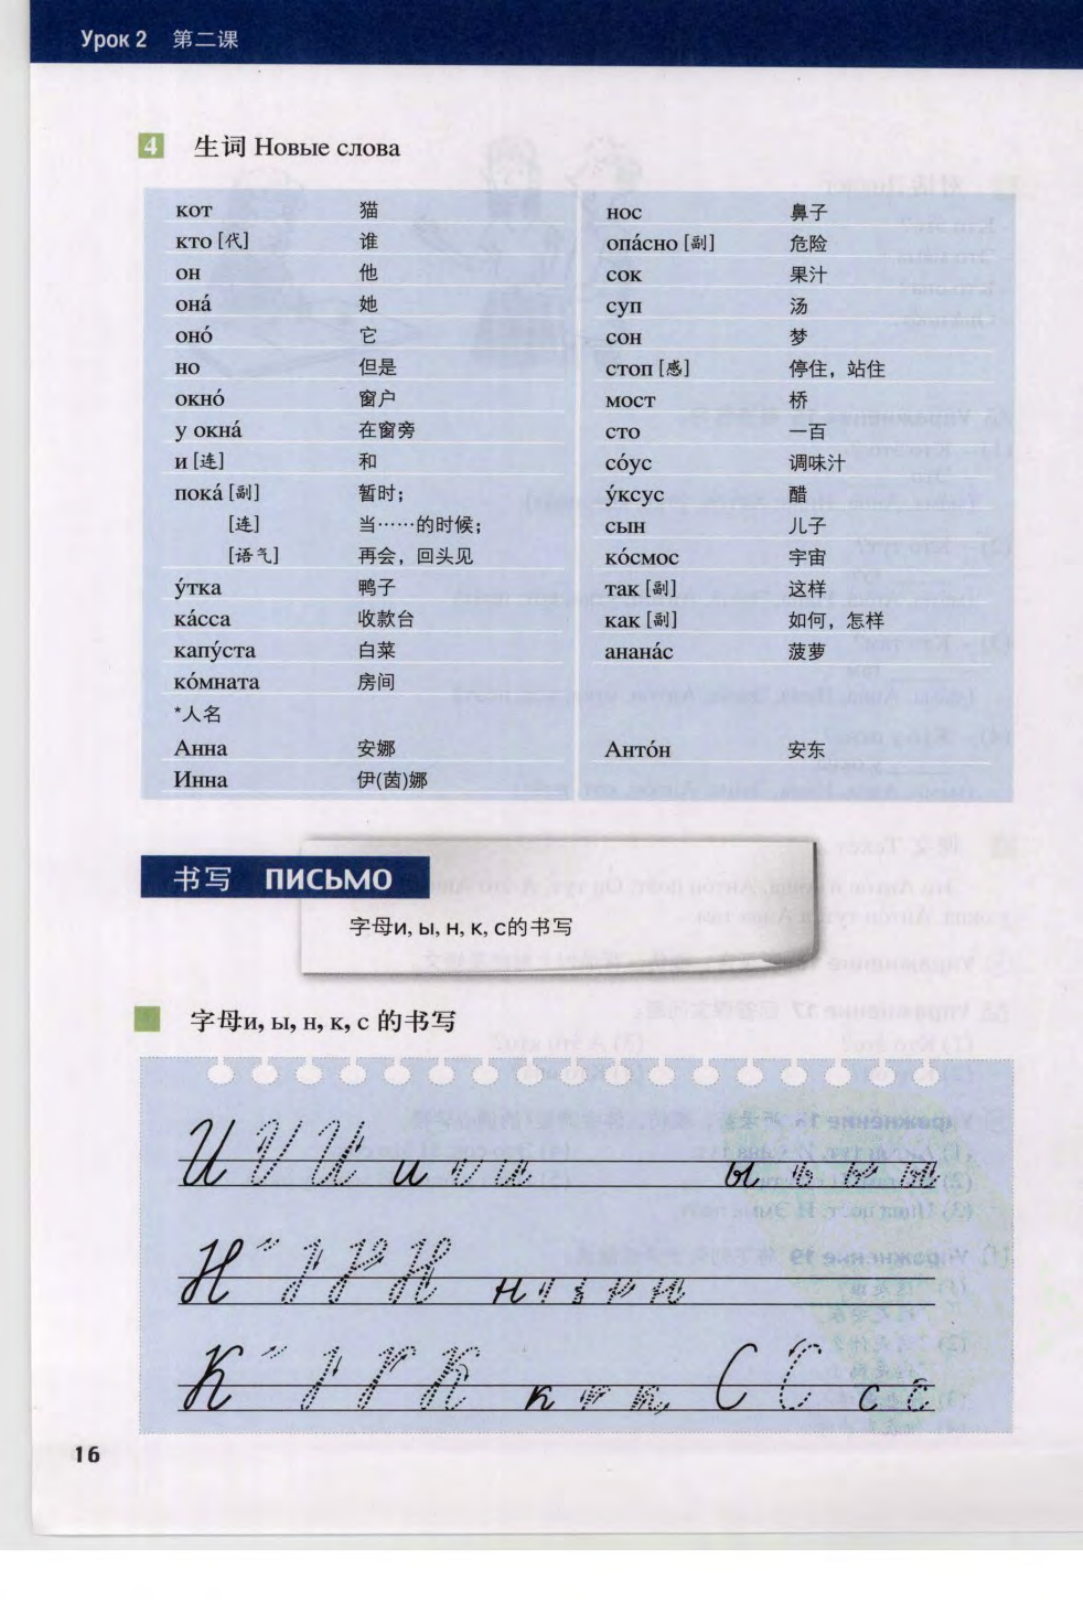 Урок 2 第二课
4 生词 Новые слова
кот 猫
кто [代] 谁
он 他
она́ 她
оно́ 它
но 但是
окно́ 窗户
у окна́ 在窗旁
и [连] 和
пока́ [副] 暂时；
[连] 当……的时候；
[语气] 再会，回头见
у́тка 鸭子
ка́сса 收款台
капу́ста 白菜
ко́мната 房间
*人名
Анна 安娜
Инна 伊(茵)娜
нос 鼻子
опа́сно [副] 危险
сок 果汁
суп 汤
сон 梦
стоп [感] 停住，站住
мост 桥
сто 一百
со́ус 调味汁
у́ксус 醋
сын 儿子
ко́смос 宇宙
так [副] 这样
как [副] 如何，怎样
анана́с 菠萝
Анто́н 安东
书写 ПИСЬМО
字母и, ы, н, к, с的书写
字母и, ы, н, к, с 的书写
И И и и ы ы
Н Н н н
К К к к С С с с
16